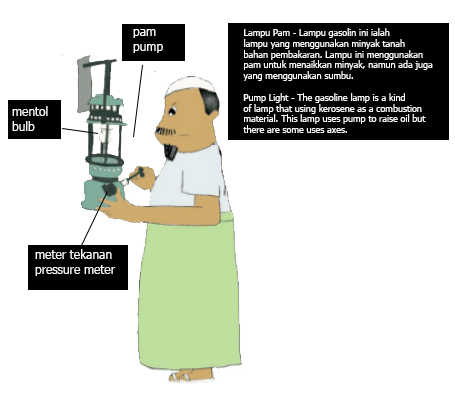 pam
pump
Lampu Pam - Lampu gasolin ini ialah
lampu yang menggunakan minyak tanah
bahan pembakaran. Lampu ini menggunakan
pam untuk menaikkan minyak, namun ada juga
yang menggunakan sumbu.
Pump Light - The gasoline lamp is a kind
of lamp that using kerosene as a combustion
material. This lamp uses pump to raise oil but
there are some uses axes.
mentol
bulb
meter tekanan
pressure meter